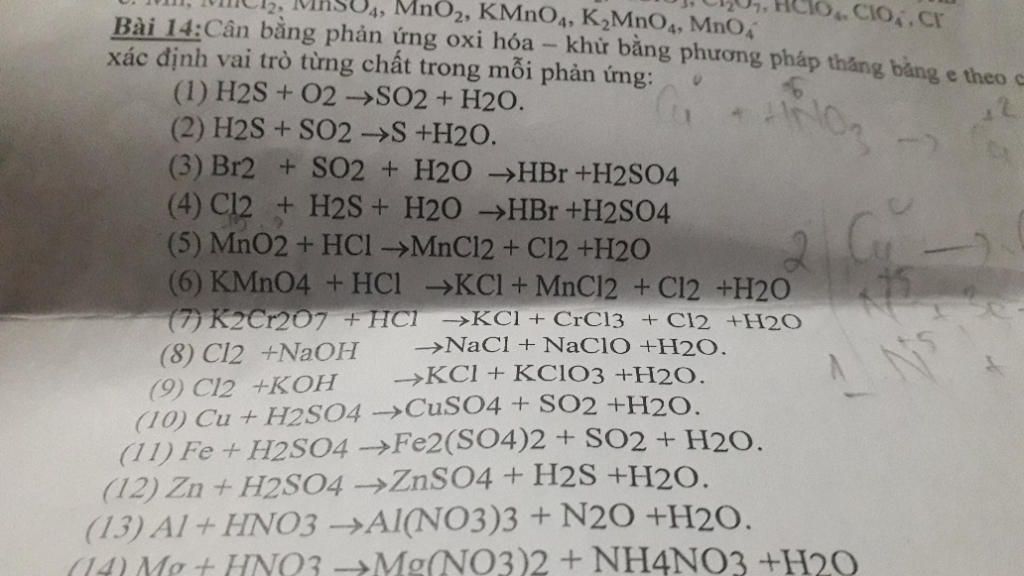 MnCl2, MnSO4, MnO2, KMnO4, K2MnO4, MnO4-
Cl2O7, HClO4, ClO4-, Cl-
Bài 14:Cân bằng phản ứng oxi hóa – khử bằng phương pháp thăng bằng e theo
xác định vai trò từng chất trong mỗi phản ứng:
(1) H2S + O2 →SO2 + H2O.
(2) H2S + SO2 →S +H2O.
(3) Br2 + SO2 + H2O →HBr +H2SO4
(4) Cl2 + H2S + H2O →HBr +H2SO4
(5) MnO2 + HCl →MnCl2 + Cl2 +H2O
(6) KMnO4 + HCl →KCl + MnCl2 + Cl2 +H2O
(7) K2Cr2O7 + HCl →KCl + CrCl3 + Cl2 +H2O
(8) Cl2 +NaOH →NaCl + NaClO +H2O.
(9) Cl2 +KOH →KCl + KClO3 +H2O.
(10) Cu + H2SO4 →CuSO4 + SO2 +H2O.
(11) Fe + H2SO4 →Fe2(SO4)2 + SO2 + H2O.
(12) Zn + H2SO4 →ZnSO4 + H2S +H2O.
(13) Al + HNO3 →Al(NO3)3 + N2O +H2O.
(14) Mg + HNO3 →Mg(NO3)2 + NH4NO3 +H2O
Cu + HNO3 →
2 Cu →